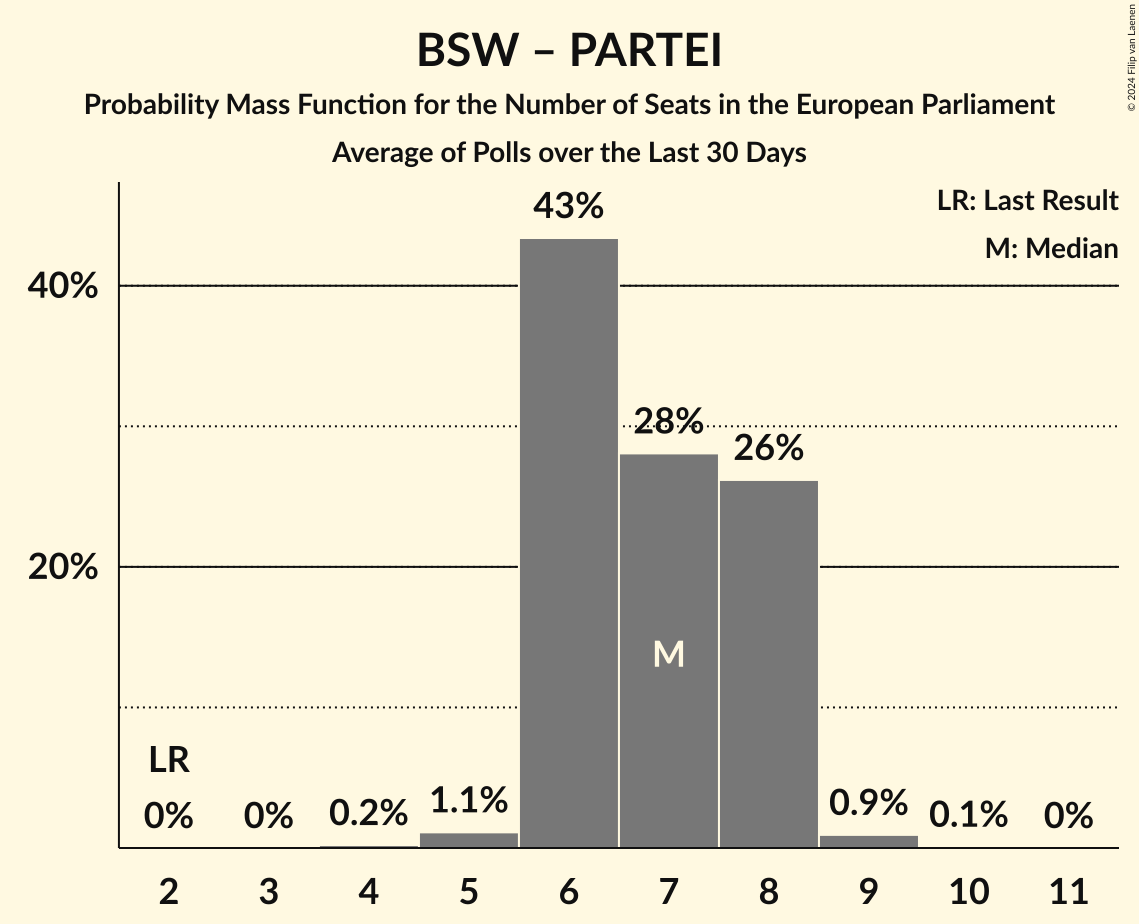 BSW – PARTEI
Probability Mass Function for the Number of Seats in the European Parliament
Average of Polls over the Last 30 Days
© 2024 Filip van Laenen
LR: Last Result
M: Median
43%
40%
28%
26%
20%
M
LR
0% 0% 0.2% 1.1% 0.9% 0.1% 0%
2 3 4 5 6 7 8 9 10 11